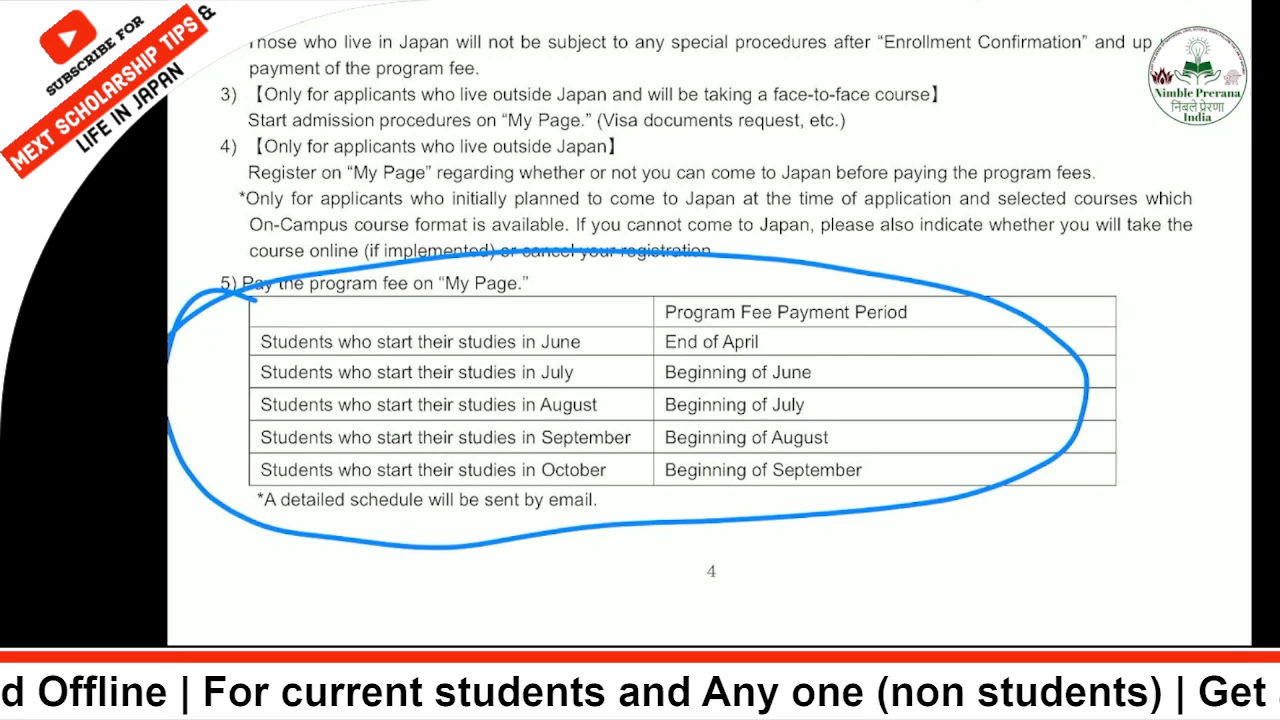 SUBSCRIBE FOR
MEXT SCHOLARSHIP TIPS &
LIFE IN JAPAN
Those who live in Japan will not be subject to any special procedures after “Enrollment Confirmation” and up
payment of the program fee.
3) 【Only for applicants who live outside Japan and will be taking a face-to-face course】
Start admission procedures on “My Page.” (Visa documents request, etc.)
4) 【Only for applicants who live outside Japan】
Register on “My Page” regarding whether or not you can come to Japan before paying the program fees.
*Only for applicants who initially planned to come to Japan at the time of application and selected courses which
On-Campus course format is available. If you cannot come to Japan, please also indicate whether you will take the
course online (if implemented) or cancel your registration.
5) Pay the program fee on “My Page.”
Program Fee Payment Period
Students who start their studies in June End of April
Students who start their studies in July Beginning of June
Students who start their studies in August Beginning of July
Students who start their studies in September Beginning of August
Students who start their studies in October Beginning of September
*A detailed schedule will be sent by email.
4
Nimble Prerana
निंबले प्रेरणा
India
d Offline | For current students and Any one (non students) | Get